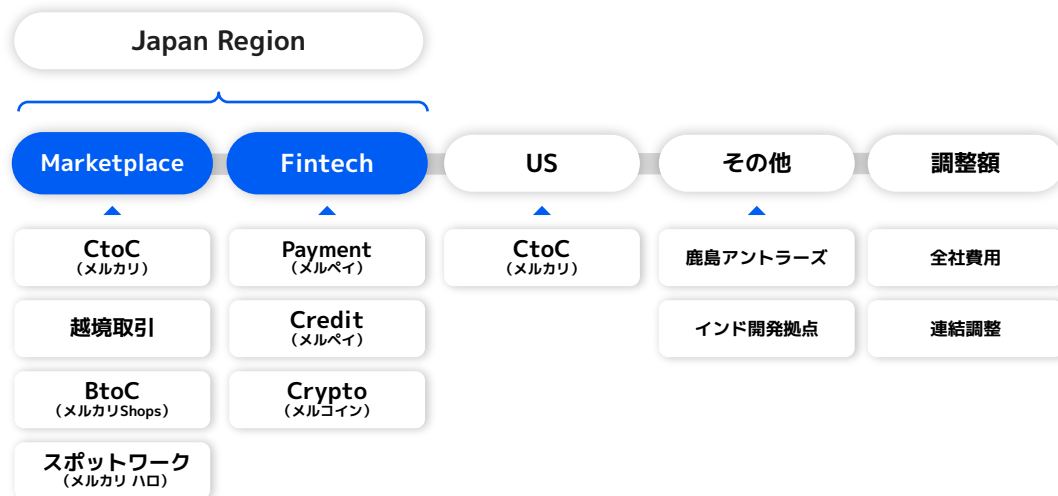 Japan Region
Marketplace
Fintech
US
その他
調整額
CtoC
（メルカリ）
越境取引
BtoC
（メルカリShops）
スポットワーク
（メルカリ ハロ）
Payment
（メルペイ）
Credit
（メルペイ）
Crypto
（メルコイン）
CtoC
（メルカリ）
鹿島アントラーズ
インド開発拠点
全社費用
連結調整